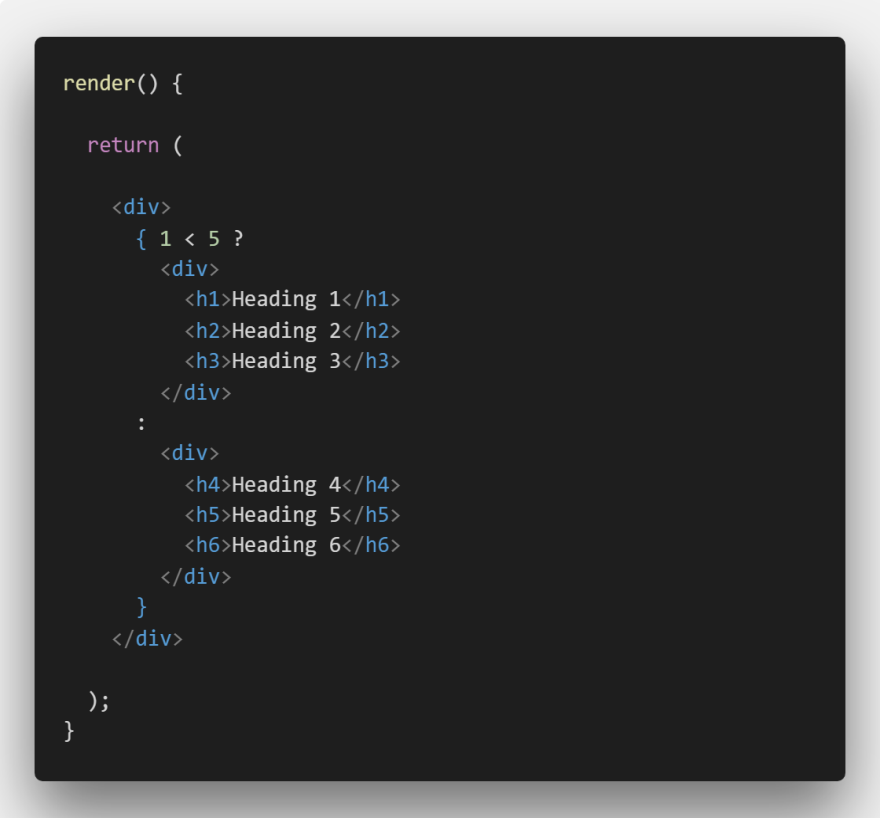 render() {
return (
<div>
{ 1 < 5 ?
<div>
<h1>Heading 1</h1>
<h2>Heading 2</h2>
<h3>Heading 3</h3>
</div>
:
<div>
<h4>Heading 4</h4>
<h5>Heading 5</h5>
<h6>Heading 6</h6>
</div>
}
</div>
);
}